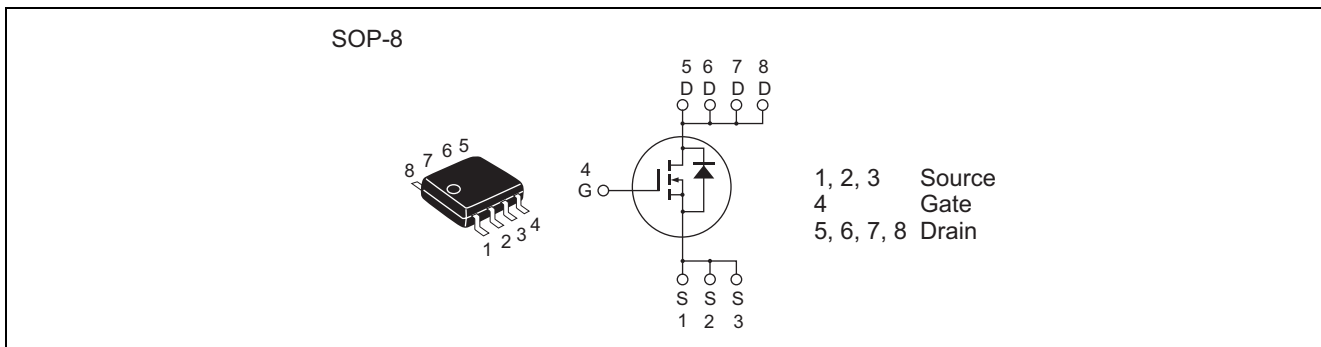 SOP-8
5 6 7 8
D D D D
8 7 6 5
1 2 3 4
4
G
S S S
1 2 3
1, 2, 3 Source
4 Gate
5, 6, 7, 8 Drain